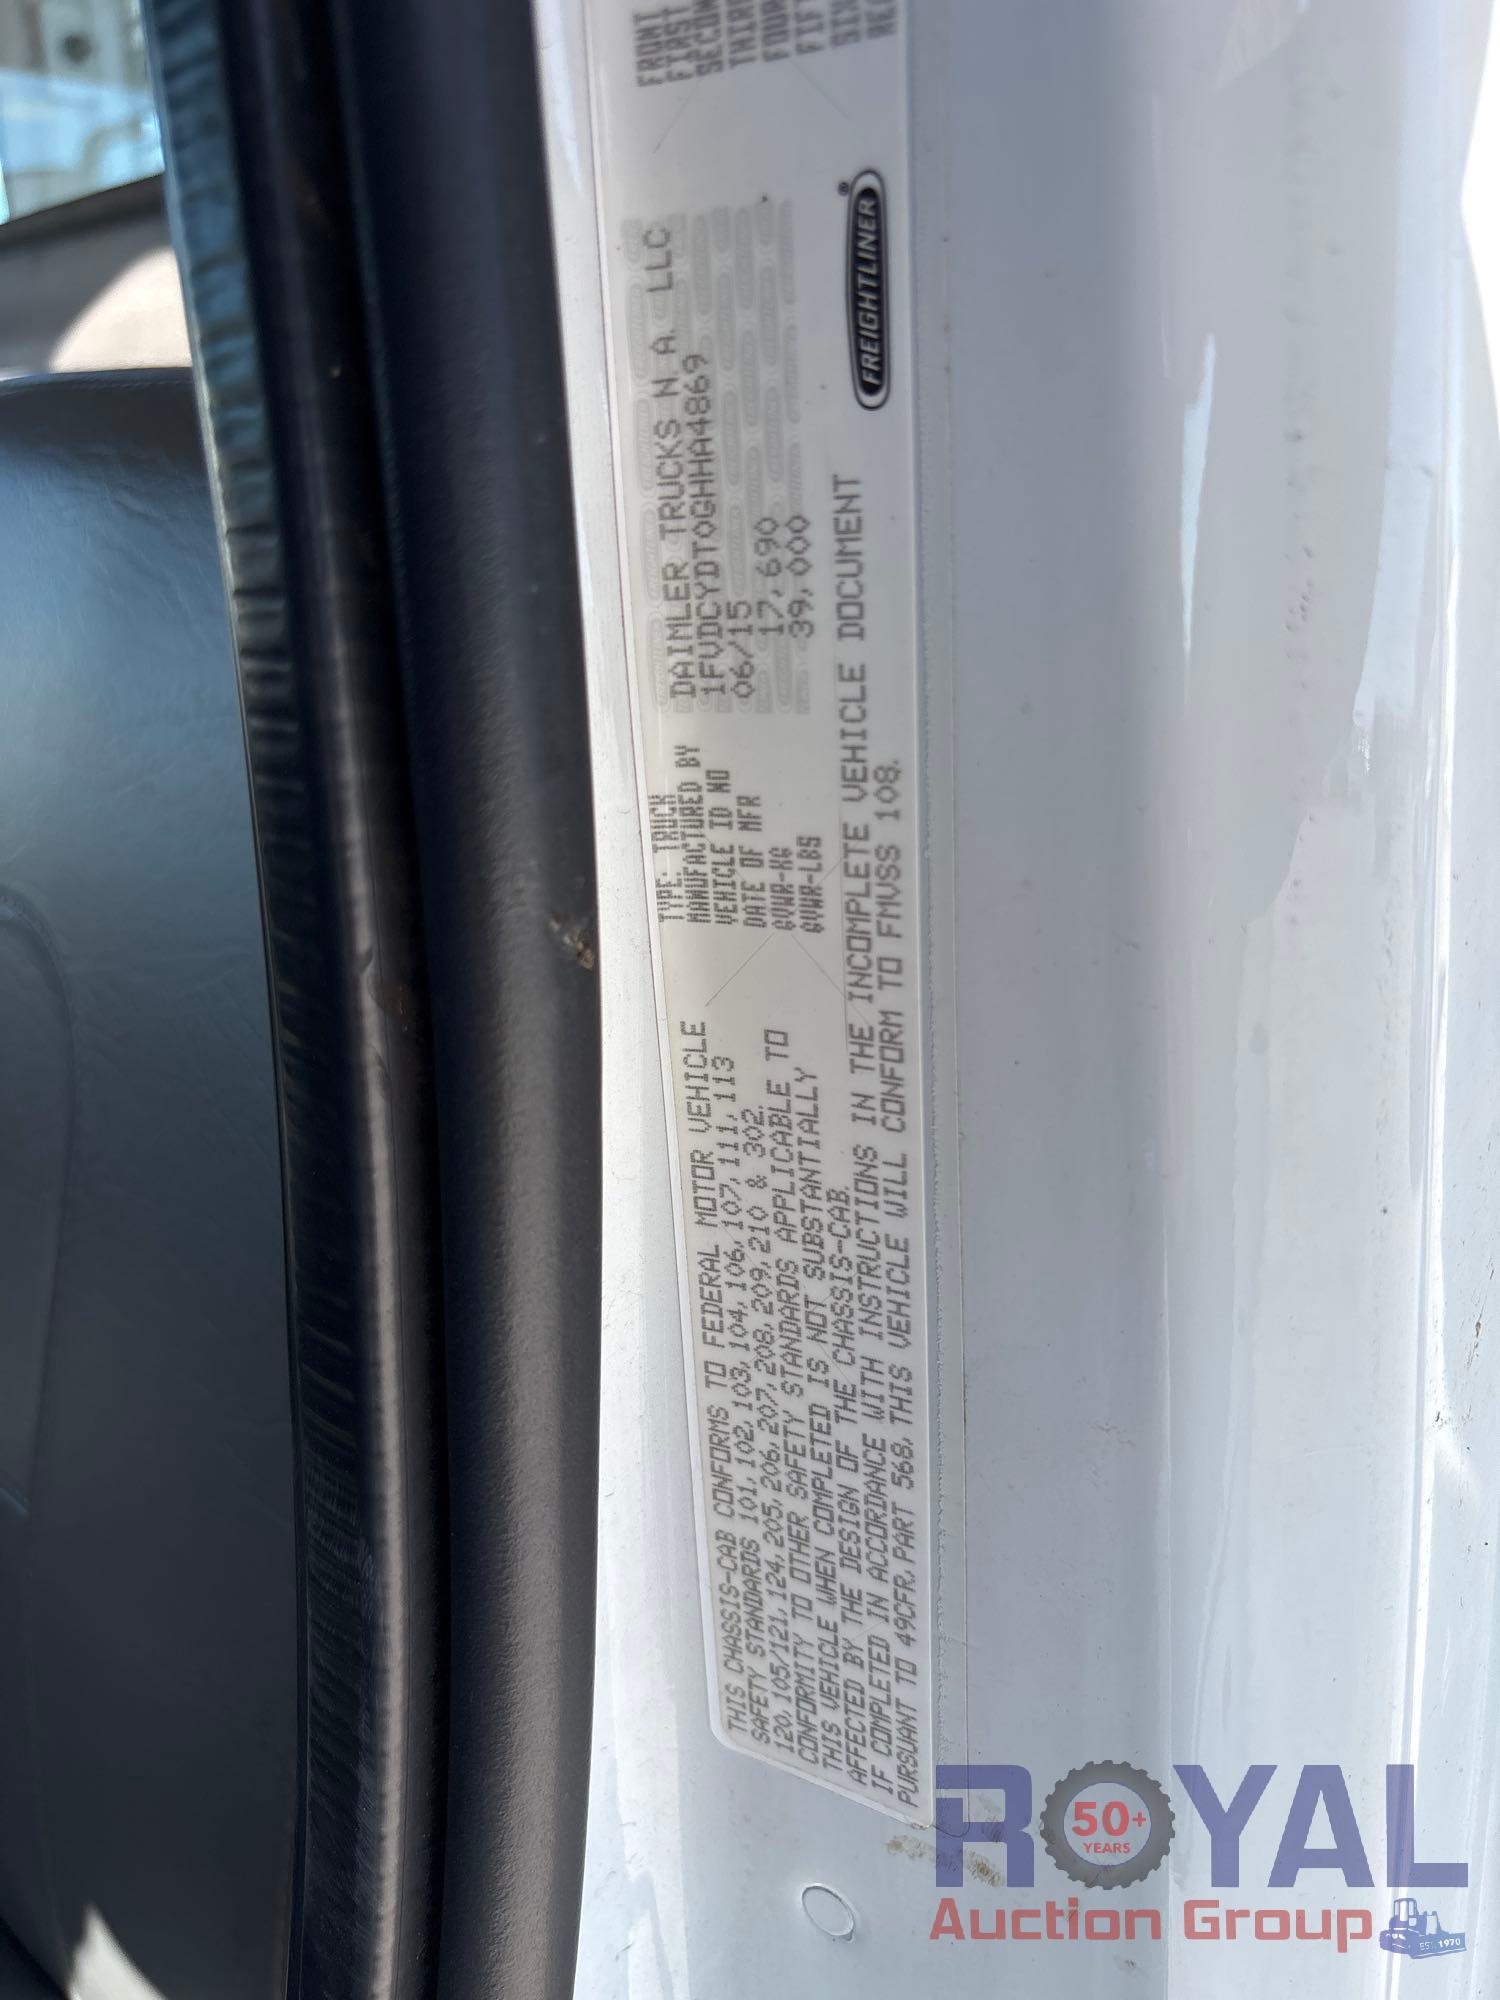 THIS CHASSIS-CAB CONFORMS TO FEDERAL MOTOR VEHICLE
SAFETY STANDARDS 101, 102, 103, 104, 106, 107, 111, 113
120, 105/121, 124, 205, 206, 207, 208, 209, 210 & 302.
CONFORMITY TO OTHER SAFETY STANDARDS APPLICABLE TO
THIS VEHICLE WHEN COMPLETED IS NOT SUBSTANTIALLY
AFFECTED BY THE DESIGN OF THE CHASSIS-CAB.
IF COMPLETED IN ACCORDANCE WITH INSTRUCTIONS IN THE INCOMPLETE VEHICLE DOCUMENT
PURSUANT TO 49CFR, PART 568, THIS VEHICLE WILL CONFORM TO FMVSS 108.
TYPE: TRUCK
MANUFACTURED BY DAIMLER TRUCKS N.A. LLC
VEHICLE ID NO 1FVDCYDT0GHHA4869
DATE OF MFR 06/15
GVWR-KG 17,690
GVWR-LBS 39,000
FREIGHTLINER®
FRONT
FIRST
ROYAL
50+
YEARS
Auction Group
EST. 1970